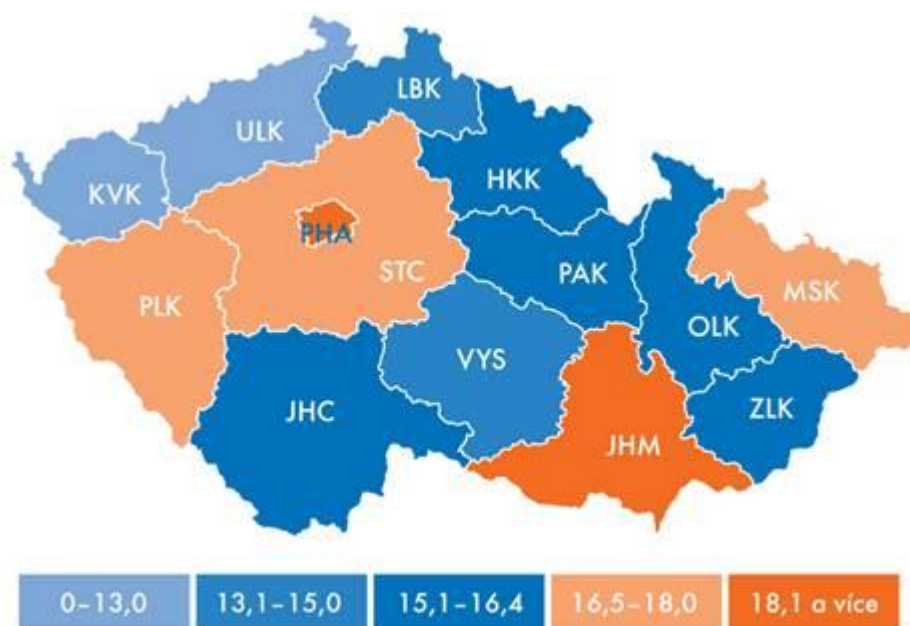 LBK
ULK
KVK
HKK
PHA
STC
PAK
MSK
PLK
OLK
VYS
JHC
ZLK
JHM
0–13,0
13,1–15,0
15,1–16,4
16,5–18,0
18,1 a více